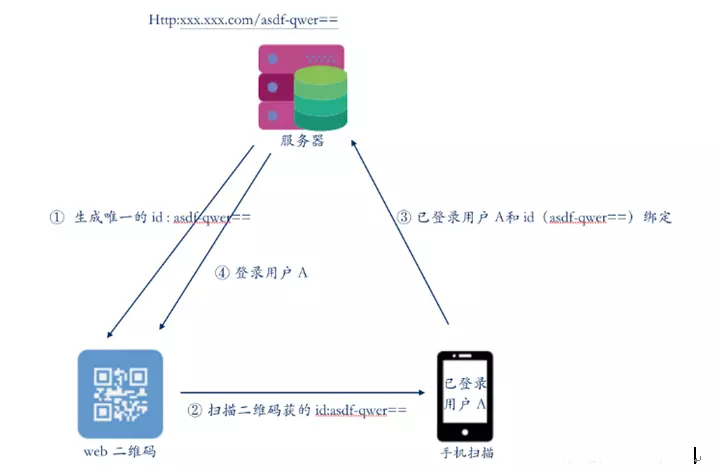 Http:xxx.xxx.com/asdf-qwer==
服务器
① 生成唯一的 id : asdf-qwer==
③ 已登录用户 A和 id（asdf-qwer==）绑定
④ 登录用户 A
已登录
用户 A
② 扫描二维码获的 id:asdf-qwer==
web 二维码
手机扫描